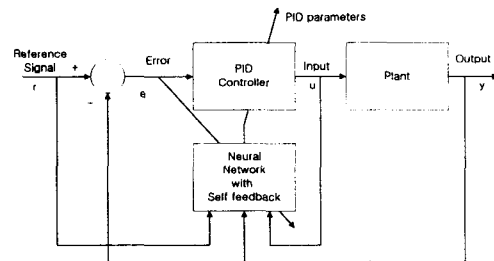 PID parameters
Reference
Signal
r
+
-
Error
e
PID
Controller
Input
u
Plant
Output
y
Neural
Network
with
Self feedback